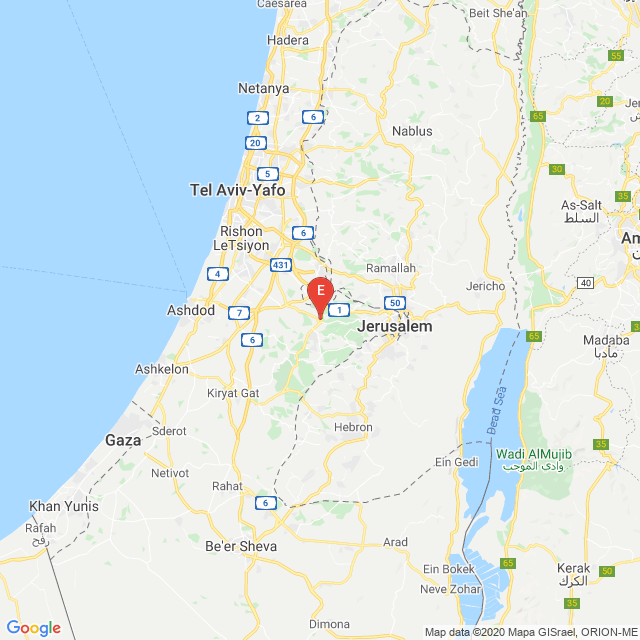 Caesarea
Beit She'an
Hadera
55
Netanya
65
20
2
6
Nablus
65
20
5
30
As-Salt
السلط
35
Tel Aviv-Yafo
Rishon
LeTsiyon
6
Am
4
431
Ramallah
Jericho
40
E
50
Ashdod
7
1
Jerusalem
35
6
65
Madaba
مادبا
Ashkelon
Kiryat Gat
Dead Sea
Gaza
Sderot
Hebron
35
Wadi AlMujib
وادي الموجب
Ein Gedi
Netivot
Rahat
Khan Yunis
6
Rafah
رفح
Be'er Sheva
Arad
65
Ein Bokek
Kerak
الكرك
50
Neve Zohar
35
Dimona
Google
Map data ©2020 Mapa GISrael, ORION-ME